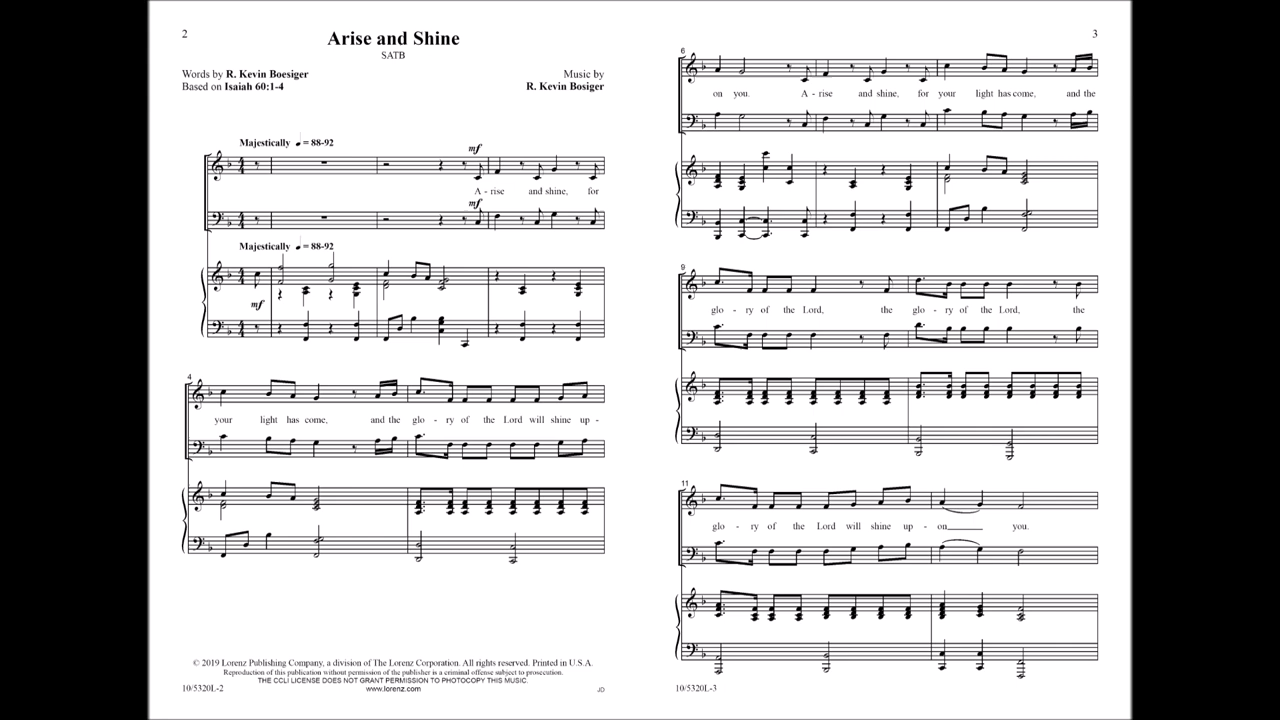 2
Arise and Shine
SATB
Words by R. Kevin Boesiger
Based on Isaiah 60:1-4
Music by
R. Kevin Bosiger
Majestically ♩ = 88-92
mf
A - rise and shine, for
mf
Majestically ♩ = 88-92
mf
4
your light has come, and the glo - ry of the Lord will shine up -
© 2019 Lorenz Publishing Company, a division of The Lorenz Corporation. All rights reserved. Printed in U.S.A.
Reproduction of this publication without permission of the publisher is a criminal offense subject to prosecution.
THE CCLI LICENSE DOES NOT GRANT PERMISSION TO PHOTOCOPY THIS MUSIC.
10/5320L-2
www.lorenz.com
JD
3
6
on you. A - rise and shine, for your light has come, and the
9
glo - ry of the Lord, the glo - ry of the Lord, the
11
glo - ry of the Lord will shine up - on____ you.
10/5320L-3